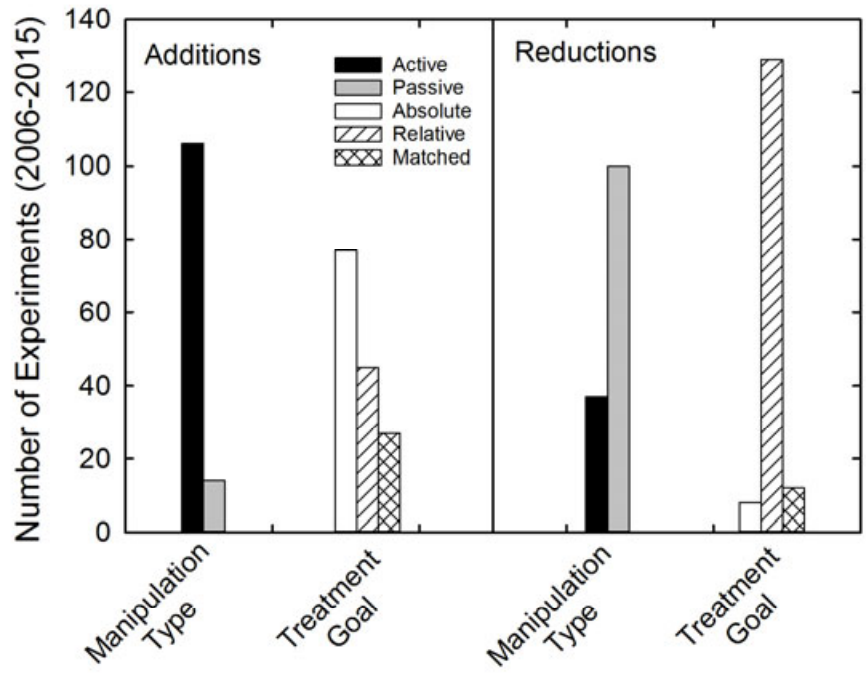 Number of Experiments (2006-2015)
140
120
100
80
60
40
20
0
Additions
Active
Passive
Absolute
Relative
Matched
Reductions
Manipulation
Type
Treatment
Goal
Manipulation
Type
Treatment
Goal